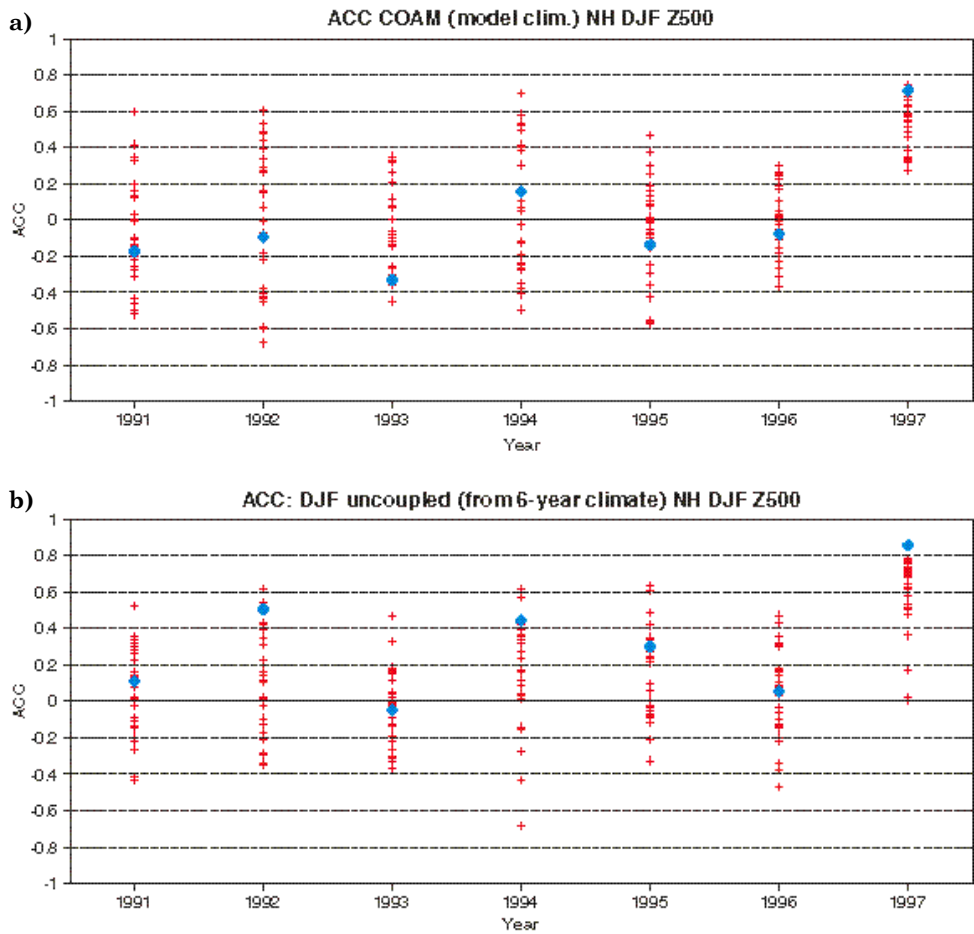 a)
ACC COAM (model clim.) NH DJF Z500
1
0.8
0.6
0.4
0.2
0
-0.2
-0.4
-0.6
-0.8
-1
ACC
1991 1992 1993 1994 1995 1996 1997
Year
b)
ACC: DJF uncoupled (from 6-year climate) NH DJF Z500
1
0.8
0.6
0.4
0.2
0
-0.2
-0.4
-0.6
-0.8
-1
ACC
1991 1992 1993 1994 1995 1996 1997
Year